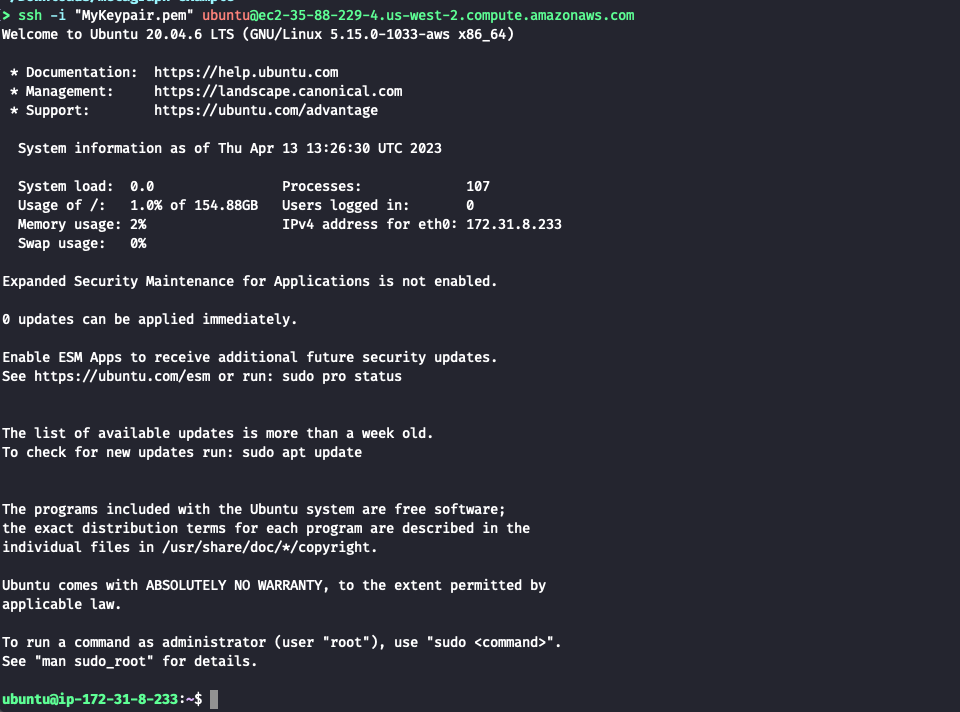 > ssh -i "MyKeypair.pem" ubuntu@ec2-35-88-229-4.us-west-2.compute.amazonaws.com
Welcome to Ubuntu 20.04.6 LTS (GNU/Linux 5.15.0-1033-aws x86_64)
* Documentation:  https://help.ubuntu.com
* Management:     https://landscape.canonical.com
* Support:        https://ubuntu.com/advantage
System information as of Thu Apr 13 13:26:30 UTC 2023
System load:  0.0                Processes:             107
Usage of /:   1.0% of 154.88GB   Users logged in:       0
Memory usage: 2%                 IPv4 address for eth0: 172.31.8.233
Swap usage:   0%
Expanded Security Maintenance for Applications is not enabled.
0 updates can be applied immediately.
Enable ESM Apps to receive additional future security updates.
See https://ubuntu.com/esm or run: sudo pro status
The list of available updates is more than a week old.
To check for new updates run: sudo apt update
The programs included with the Ubuntu system are free software;
the exact distribution terms for each program are described in the
individual files in /usr/share/doc/*/copyright.
Ubuntu comes with ABSOLUTELY NO WARRANTY, to the extent permitted by
applicable law.
To run a command as administrator (user "root"), use "sudo <command>".
See "man sudo_root" for details.
ubuntu@ip-172-31-8-233:~$